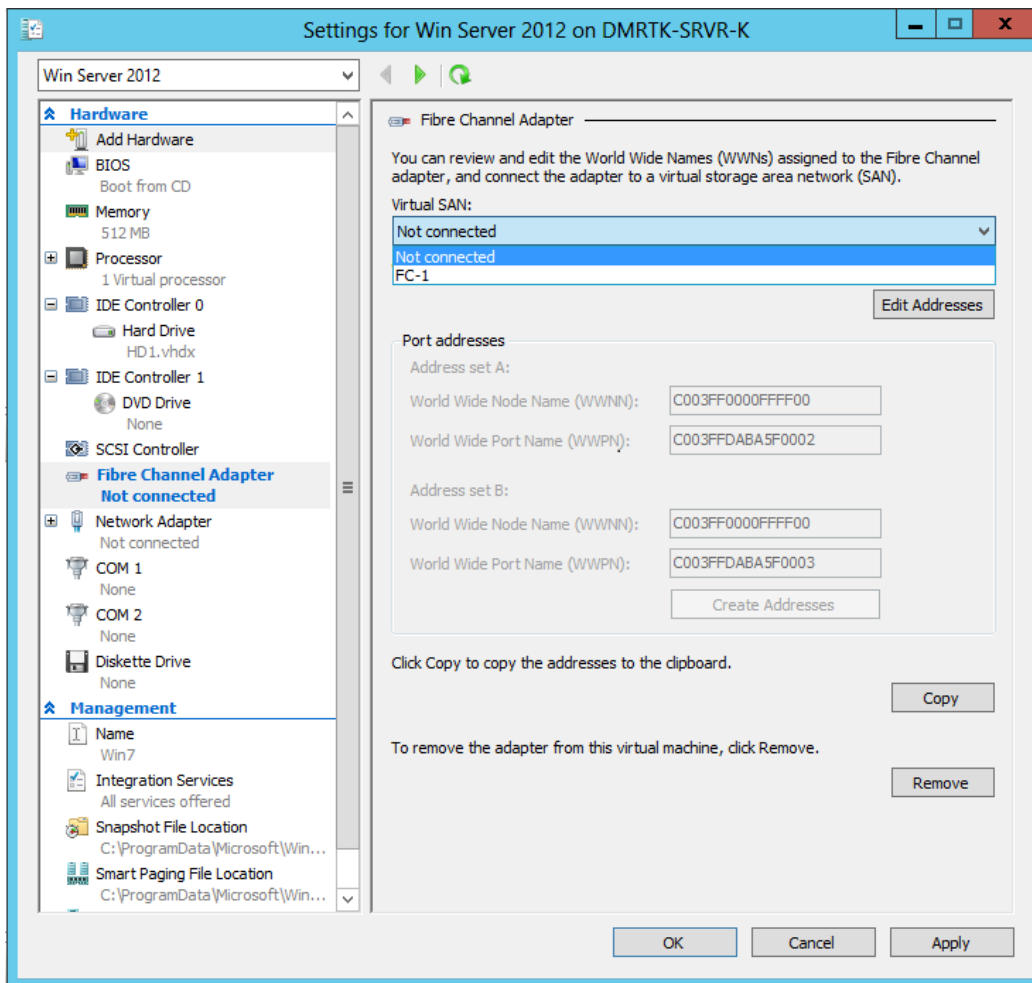 Settings for Win Server 2012 on DMRTK-SRVR-K
Win Server 2012
Hardware
Add Hardware
BIOS
Boot from CD
Memory
512 MB
Processor
1 Virtual processor
IDE Controller 0
Hard Drive
HD1.vhdx
IDE Controller 1
DVD Drive
None
SCSI Controller
Fibre Channel Adapter
Not connected
Network Adapter
Not connected
COM 1
None
COM 2
None
Diskette Drive
None
Management
Name
Win7
Integration Services
All services offered
Snapshot File Location
C:\ProgramData\Microsoft\Win...
Smart Paging File Location
C:\ProgramData\Microsoft\Win...
Fibre Channel Adapter
You can review and edit the World Wide Names (WWNs) assigned to the Fibre Channel
adapter, and connect the adapter to a virtual storage area network (SAN).
Virtual SAN:
Not connected
Not connected
FC-1
Edit Addresses
Port addresses
Address set A:
World Wide Node Name (WWNN): C003FF0000FFFF00
World Wide Port Name (WWPN): C003FFDABA5F0002
Address set B:
World Wide Node Name (WWNN): C003FF0000FFFF00
World Wide Port Name (WWPN): C003FFDABA5F0003
Create Addresses
Click Copy to copy the addresses to the clipboard.
Copy
To remove the adapter from this virtual machine, click Remove.
Remove
OK Cancel Apply